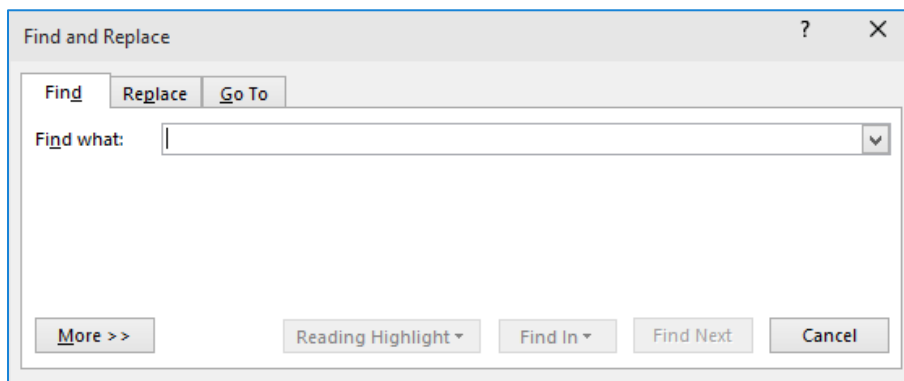 Find and Replace ?
Find Replace Go To
Find what:
More >> Reading Highlight Find In Find Next Cancel